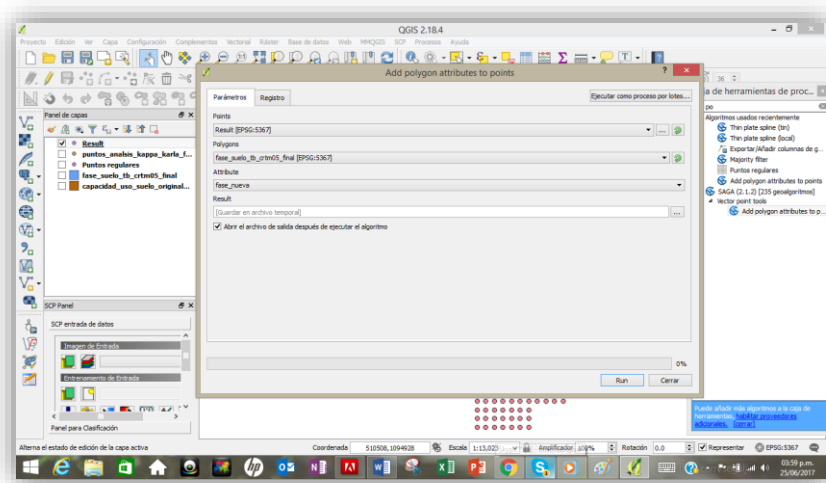 QGIS 2.18.4
Proyecto Edición Ver Capa Configuración Complementos Vectorial Ráster Base de datos Web MMQGIS SCP Procesos Ayuda
Add polygon attributes to points
Parámetros Registro
Ejecutar como proceso por lotes...
Points
Result [EPSG:5367]
Polygons
fase_suelo_tb_crtm05_final [EPSG:5367]
Attribute
fase_nueva
Result
[Guardar en archivo temporal]
Abrir el archivo de salida después de ejecutar el algoritmo
0%
Run Cerrar
Panel de capas
Result
puntos_analsis_kappa_karla_f...
Puntos regulares
fase_suelo_tb_crtm05_final
capacidad_uso_suelo_original...
SCP Panel
SCP entrada de datos
Imagen de Entrada
Entrenamiento de Entrada
Panel para Clasificación
36
ja de herramientas de proc...
po
Algoritmos usados recientemente
Thin plate spline (tin)
Thin plate spline (local)
Exportar/Añadir columnas de g...
Majority filter
Puntos regulares
Add polygon attributes to points
SAGA (2.1.2) [235 geoalgoritmos]
Vector point tools
Add polygon attributes to p...
Puede añadir más algoritmos a la caja de herramientas, habilitar proveedores adicionales. [cerrar]
Alterna el estado de edición de la capa activa
Coordenada 510508,1094928 Escala 1:13,023 Amplificador 100% Rotación 0.0 Representar EPSG:5367
03:59 p.m.
25/06/2017